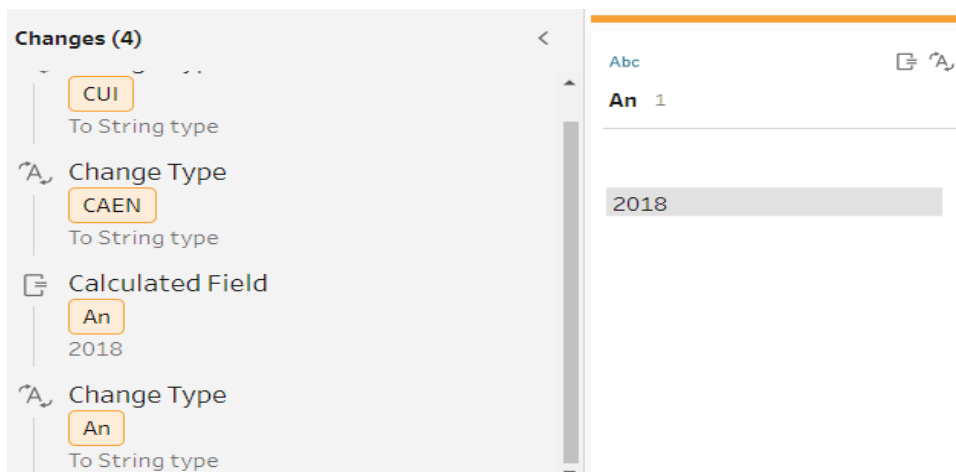 Changes (4)
CUI
To String type
Change Type
CAEN
To String type
Calculated Field
An
2018
Change Type
An
To String type
Abc
An 1
2018